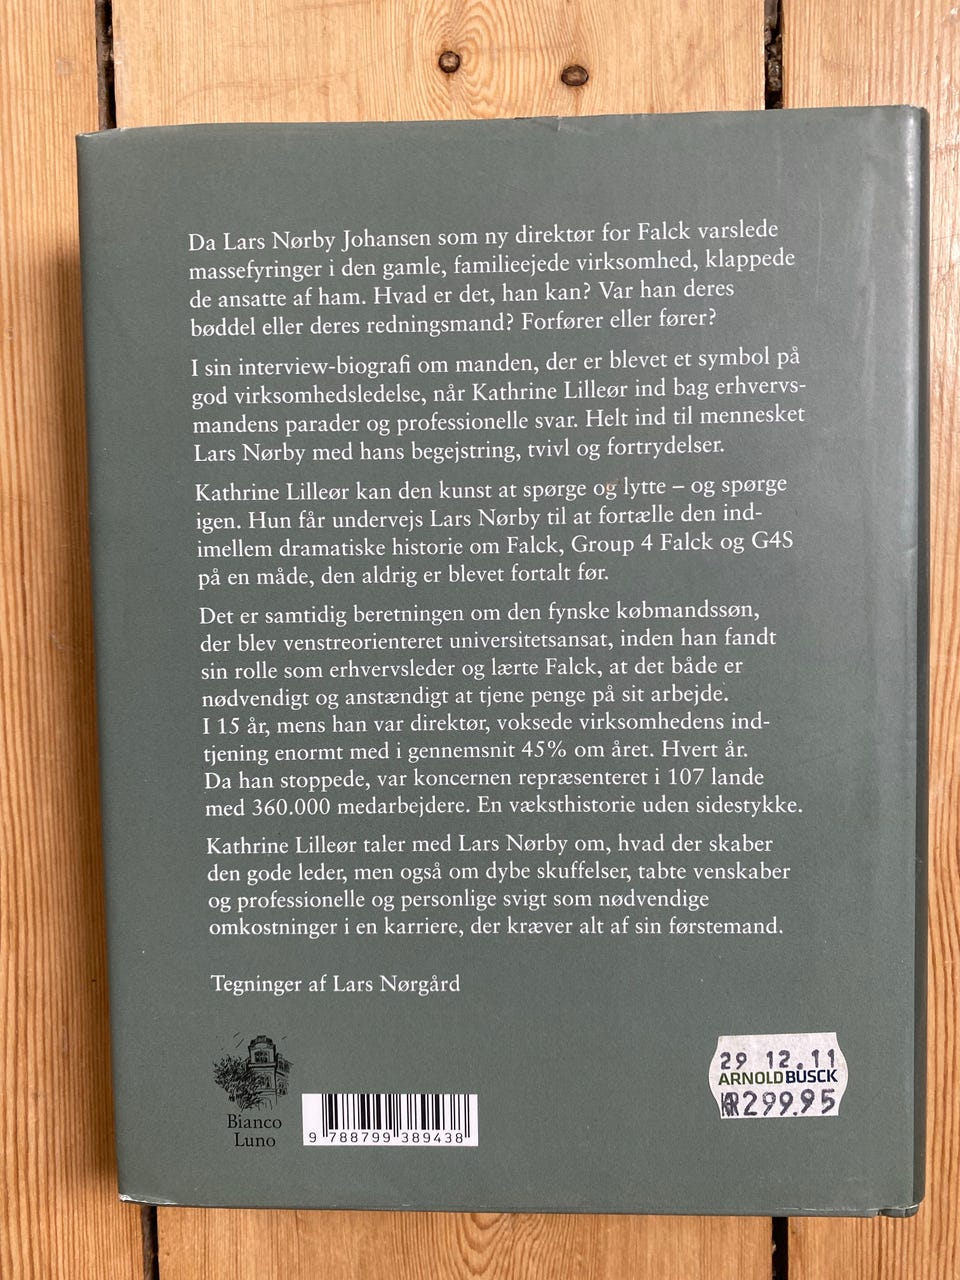 Da Lars Nørby Johansen som ny direktør for Falck varslede
massefyringer i den gamle, familieejede virksomhed, klappede
de ansatte af ham. Hvad er det, han kan? Var han deres
bøddel eller deres redningsmand? Forfører eller fører?
I sin interview-biografi om manden, der er blevet et symbol på
god virksomhedsledelse, når Kathrine Lilleør ind bag erhvervs-
mandens parader og professionelle svar. Helt ind til mennesket
Lars Nørby med hans begejstring, tvivl og fortrydelser.
Kathrine Lilleør kan den kunst at spørge og lytte – og spørge
igen. Hun får undervejs Lars Nørby til at fortælle den ind-
imellem dramatiske historie om Falck, Group 4 Falck og G4S
på en måde, den aldrig er blevet fortalt før.
Det er samtidig beretningen om den fynske købmandssøn,
der blev venstreorienteret universitetsansat, inden han fandt
sin rolle som erhvervsleder og lærte Falck, at det både er
nødvendigt og anstændigt at tjene penge på sit arbejde.
I 15 år, mens han var direktør, voksede virksomhedens ind-
tjening enormt med i gennemsnit 45% om året. Hvert år.
Da han stoppede, var koncernen repræsenteret i 107 lande
med 360.000 medarbejdere. En væksthistorie uden sidestykke.
Kathrine Lilleør taler med Lars Nørby om, hvad der skaber
den gode leder, men også om dybe skuffelser, tabte venskaber
og professionelle og personlige svigt som nødvendige
omkostninger i en karriere, der kræver alt af sin førstemand.
Tegninger af Lars Nørgård
Bianco
Luno
9 788799 389438
29 12.11
ARNOLD BUSCK
KR 299.95